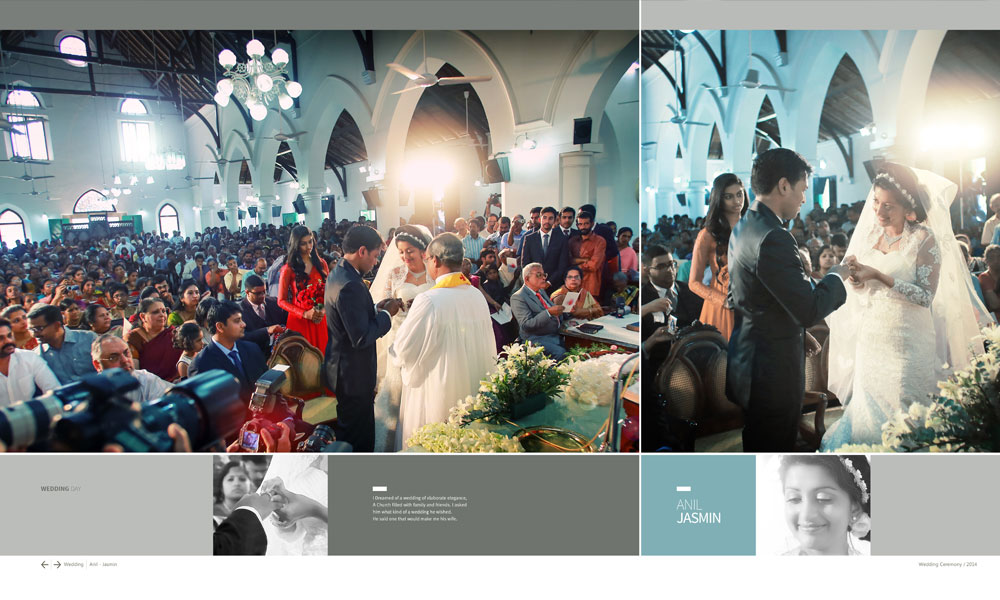 WEDDING DAY
I Dreamed of a wedding of elaborate elegance,
A Church filled with family and friends. I asked
him what kind of a wedding he wished.
He said one that would make me his wife.
ANIL
JASMIN
Wedding | Anil - Jasmin
Wedding Ceremony / 2014